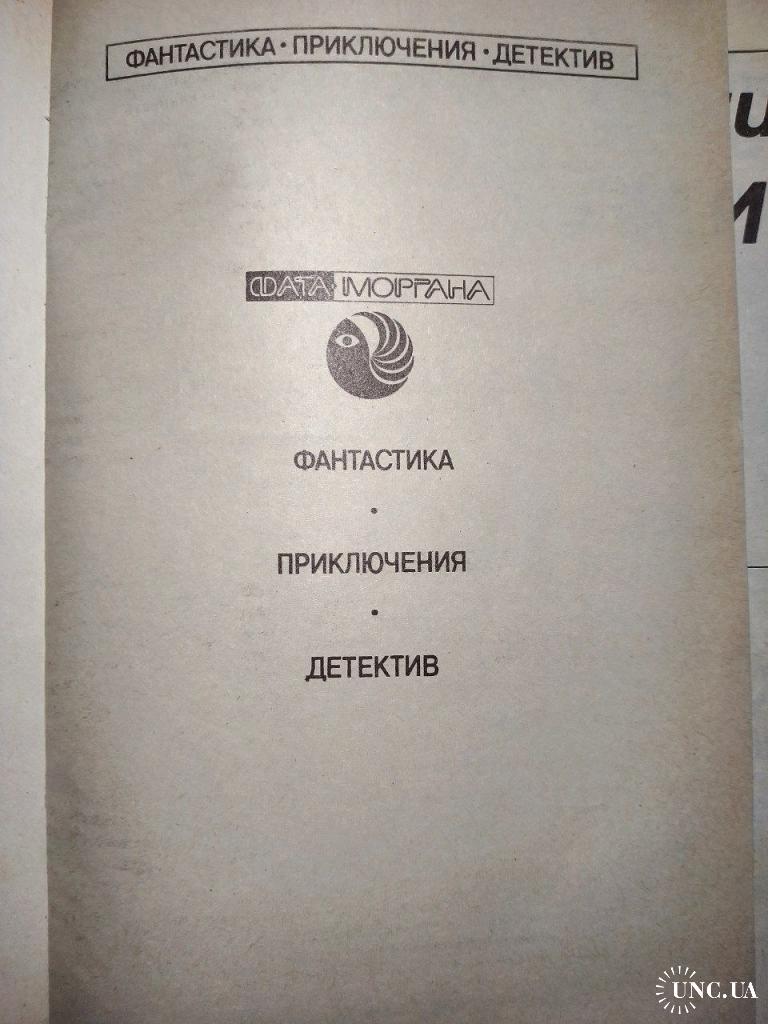 ФАНТАСТИКА • ПРИКЛЮЧЕНИЯ • ДЕТЕКТИВ
ФАТА•МОРГАНА
ФАНТАСТИКА
•
ПРИКЛЮЧЕНИЯ
•
ДЕТЕКТИВ
UNC.UA